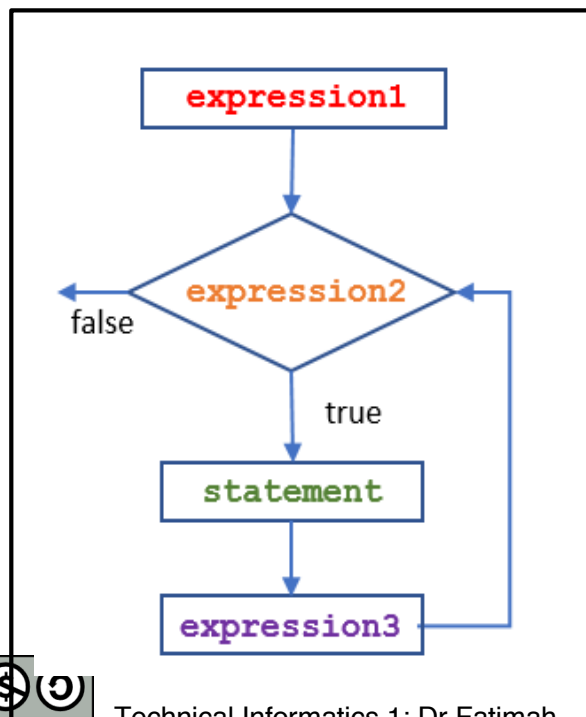 expression1
expression2
false
true
statement
expression3
Technical Informatics 1: Dr Fatimah